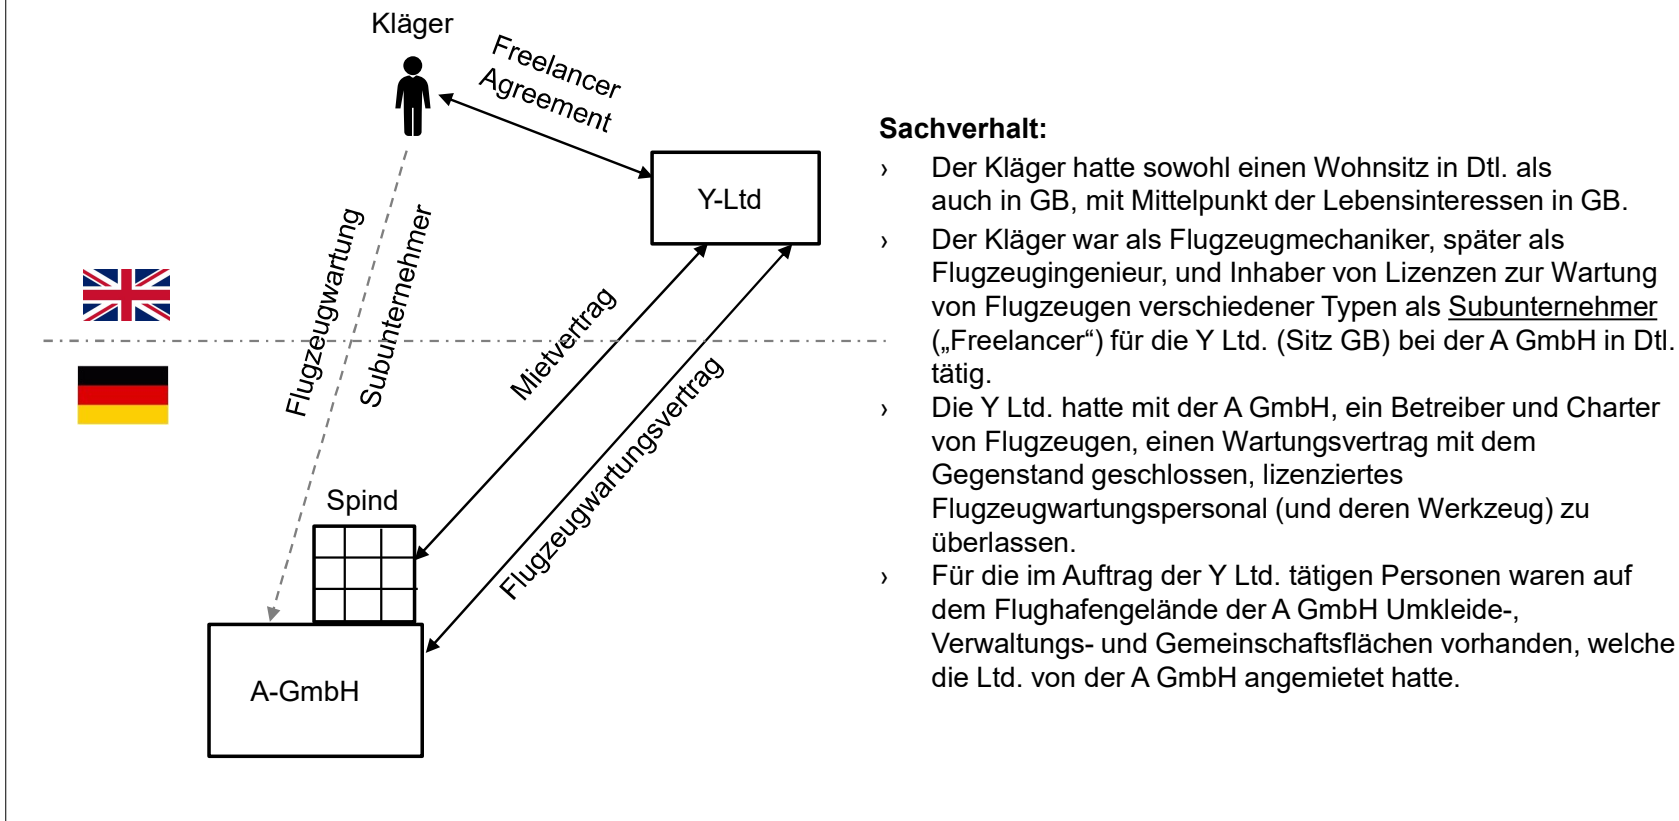 Kläger
Freelancer
Agreement
Y-Ltd
Flugzeugwartung
Subunternehmer
Mietvertrag
Flugzeugwartungsvertrag
Spind
A-GmbH
Sachverhalt:
› Der Kläger hatte sowohl einen Wohnsitz in Dtl. als
auch in GB, mit Mittelpunkt der Lebensinteressen in GB.
› Der Kläger war als Flugzeugmechaniker, später als
Flugzeugingenieur, und Inhaber von Lizenzen zur Wartung
von Flugzeugen verschiedener Typen als Subunternehmer
(„Freelancer“) für die Y Ltd. (Sitz GB) bei der A GmbH in Dtl.
tätig.
› Die Y Ltd. hatte mit der A GmbH, ein Betreiber und Charter
von Flugzeugen, einen Wartungsvertrag mit dem
Gegenstand geschlossen, lizenziertes
Flugzeugwartungspersonal (und deren Werkzeug) zu
überlassen.
› Für die im Auftrag der Y Ltd. tätigen Personen waren auf
dem Flughafengelände der A GmbH Umkleide-,
Verwaltungs- und Gemeinschaftsflächen vorhanden, welche
die Ltd. von der A GmbH angemietet hatte.